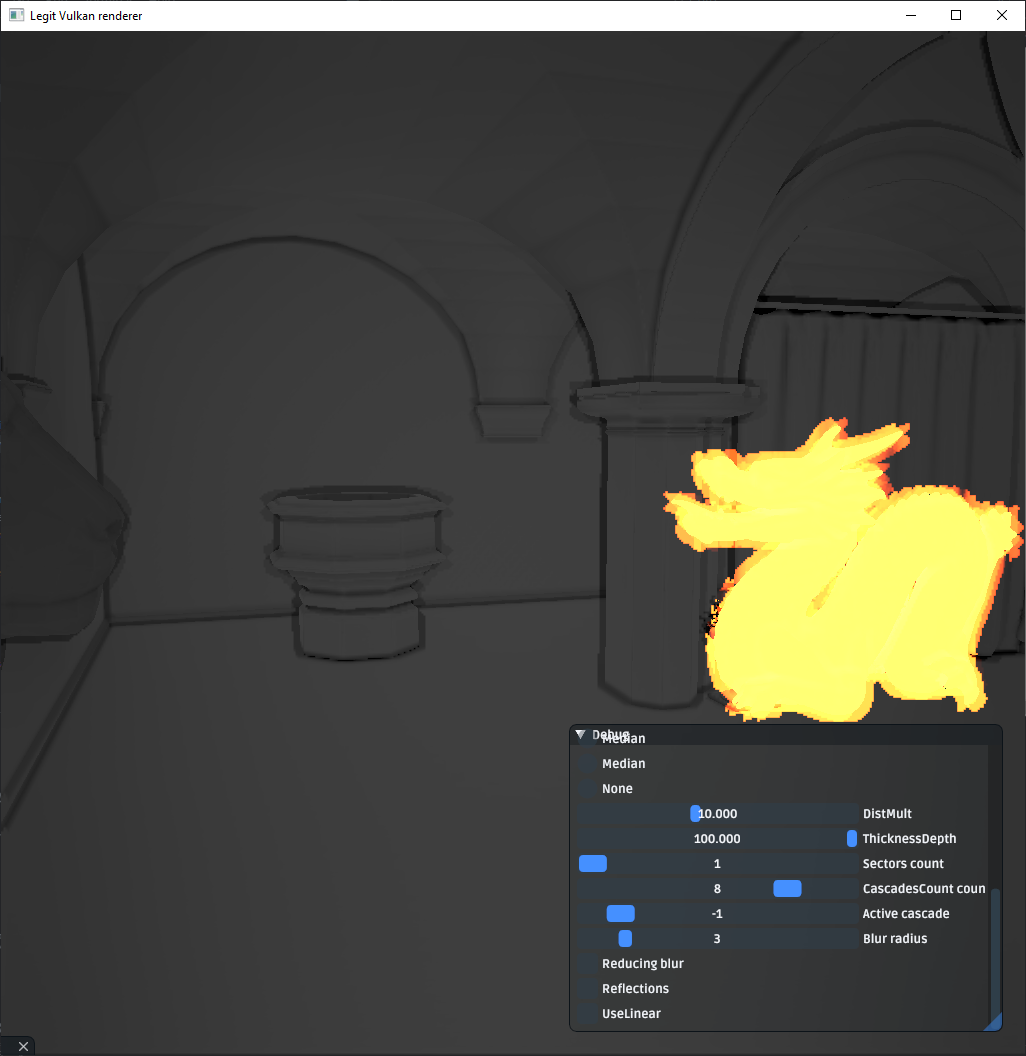 Legit Vulkan renderer
Debug
Median
Median
None
10.000 DistMult
100.000 ThicknessDepth
1 Sectors count
8 CascadesCount coun
-1 Active cascade
3 Blur radius
Reducing blur
Reflections
UseLinear